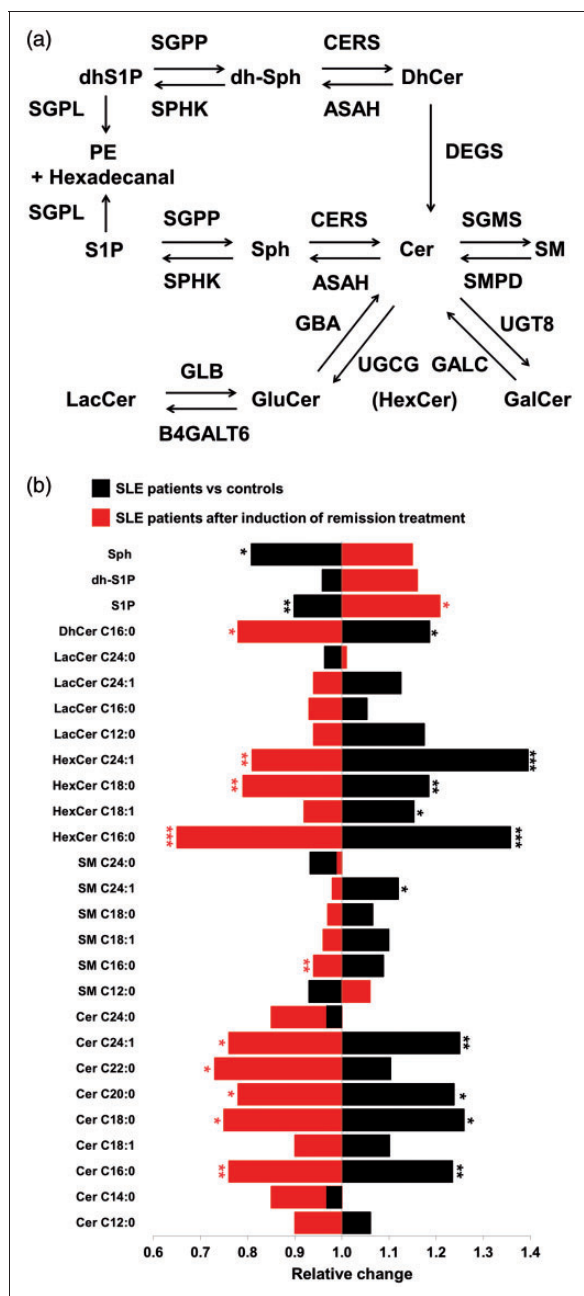 (a)
SGPP CERS
dhS1P dh-Sph DhCer
SGPL SPHK ASAH
PE DEGS
+ Hexadecanal
SGPL SGPP CERS SGMS
S1P Sph Cer SM
SPHK ASAH SMPD
GBA UGT8
GLB UGCG GALC
LacCer GluCer (HexCer) GalCer
B4GALT6
(b)
SLE patients vs controls
SLE patients after induction of remission treatment
Sph *
dh-S1P
S1P ** *
DhCer C16:0 * *
LacCer C24:0
LacCer C24:1
LacCer C16:0
LacCer C12:0
HexCer C24:1 ** ***
HexCer C18:0 ** **
HexCer C18:1 *
HexCer C16:0 *** ***
SM C24:0
SM C24:1 *
SM C18:0
SM C18:1
SM C16:0 **
SM C12:0
Cer C24:0
Cer C24:1 * **
Cer C22:0 *
Cer C20:0 * *
Cer C18:0 * *
Cer C18:1
Cer C16:0 ** **
Cer C14:0
Cer C12:0
0.6 0.7 0.8 0.9 1.0 1.1 1.2 1.3 1.4
Relative change